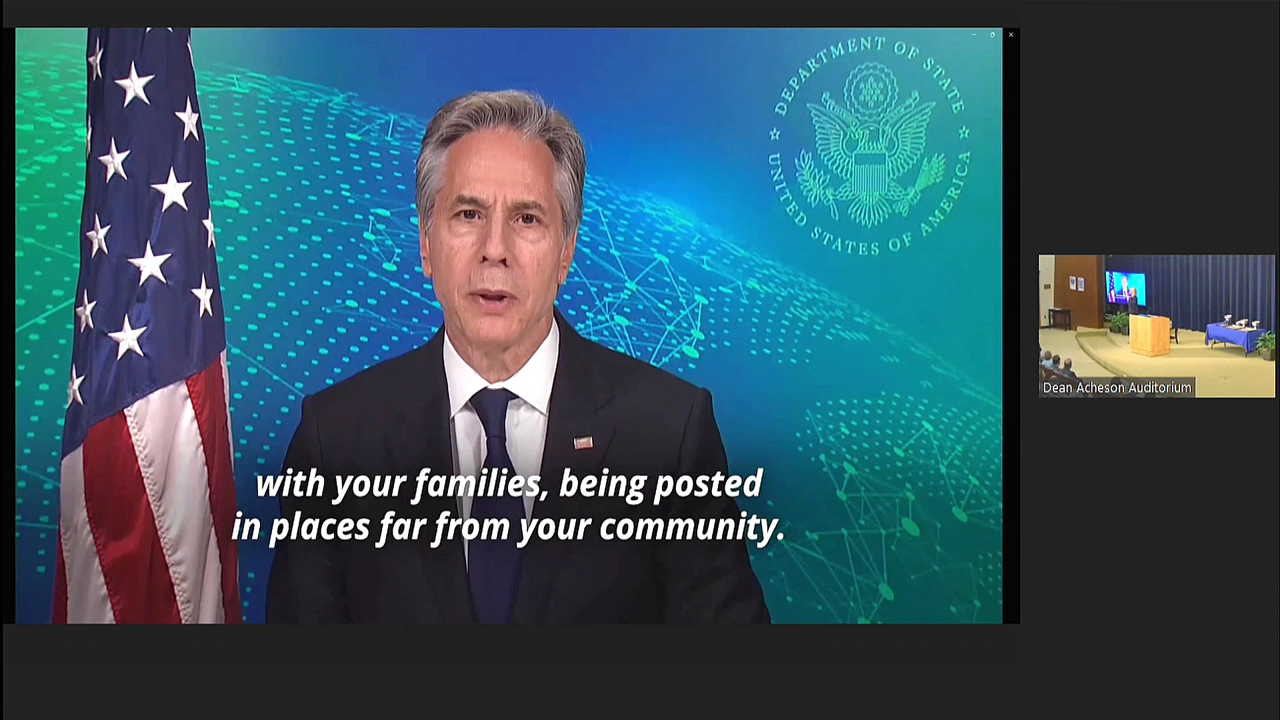 DEPARTMENT OF STATE
UNITED STATES OF AMERICA
with your families, being posted
in places far from your community.
Dean Acheson Auditorium